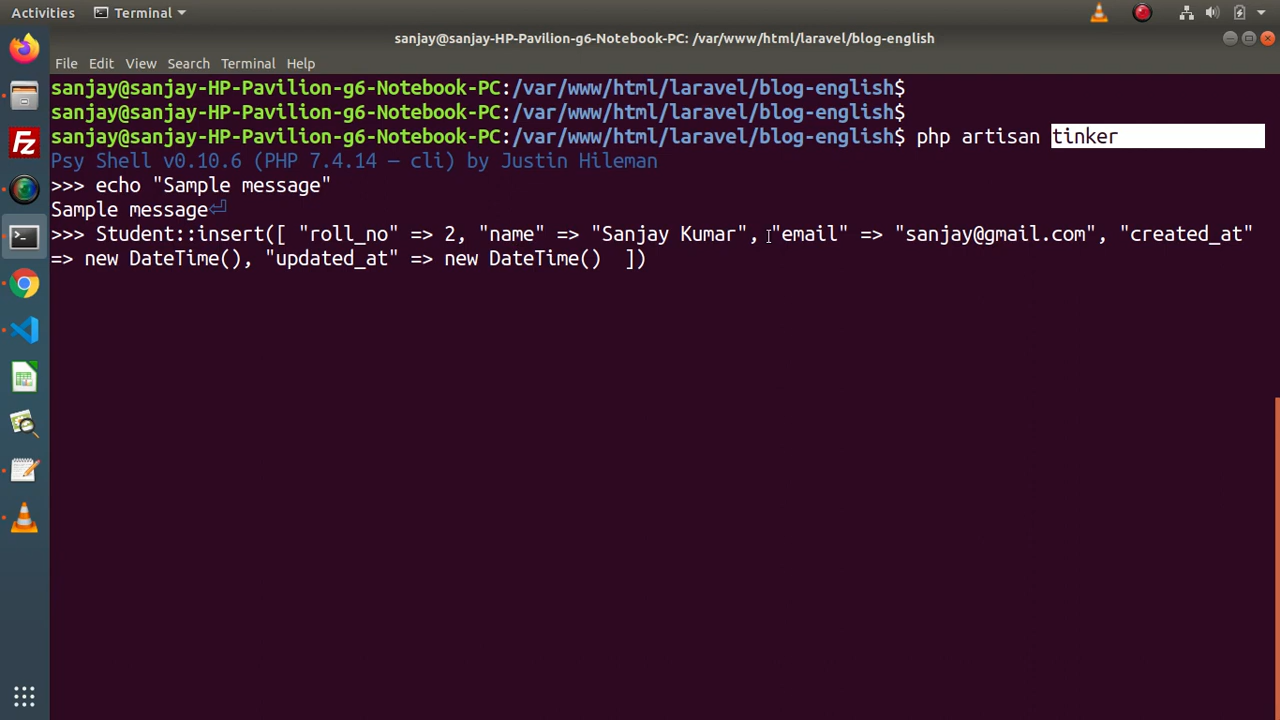 Activities Terminal
sanjay@sanjay-HP-Pavilion-g6-Notebook-PC: /var/www/html/laravel/blog-english
File Edit View Search Terminal Help
sanjay@sanjay-HP-Pavilion-g6-Notebook-PC:/var/www/html/laravel/blog-english$
sanjay@sanjay-HP-Pavilion-g6-Notebook-PC:/var/www/html/laravel/blog-english$
sanjay@sanjay-HP-Pavilion-g6-Notebook-PC:/var/www/html/laravel/blog-english$ php artisan tinker
Psy Shell v0.10.6 (PHP 7.4.14 — cli) by Justin Hileman
>>> echo "Sample message"
Sample message⏎
>>> Student::insert([ "roll_no" => 2, "name" => "Sanjay Kumar", "email" => "sanjay@gmail.com", "created_at"
=> new DateTime(), "updated_at" => new DateTime()  ])